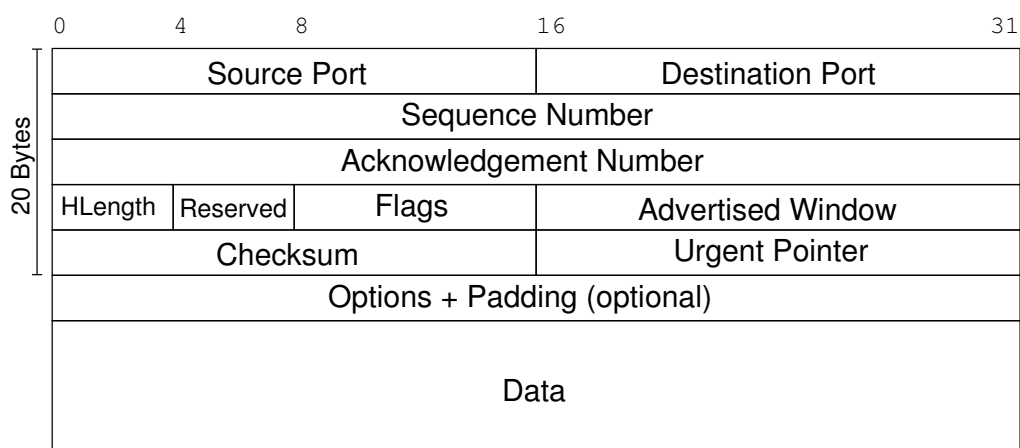 0 4 8 16 31
Source Port Destination Port
Sequence Number
Acknowledgement Number
HLength Reserved Flags Advertised Window
Checksum Urgent Pointer
Options + Padding (optional)
Data
20 Bytes